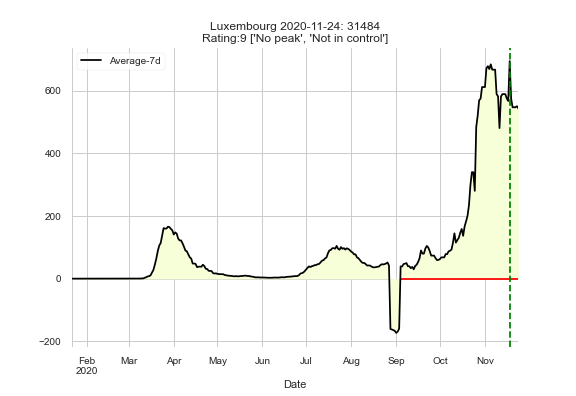 Luxembourg 2020-11-24: 31484
Rating:9 ['No peak', 'Not in control']
Average-7d
600
400
200
0
−200
Feb Mar Apr May Jun Jul Aug Sep Oct Nov
2020
Date